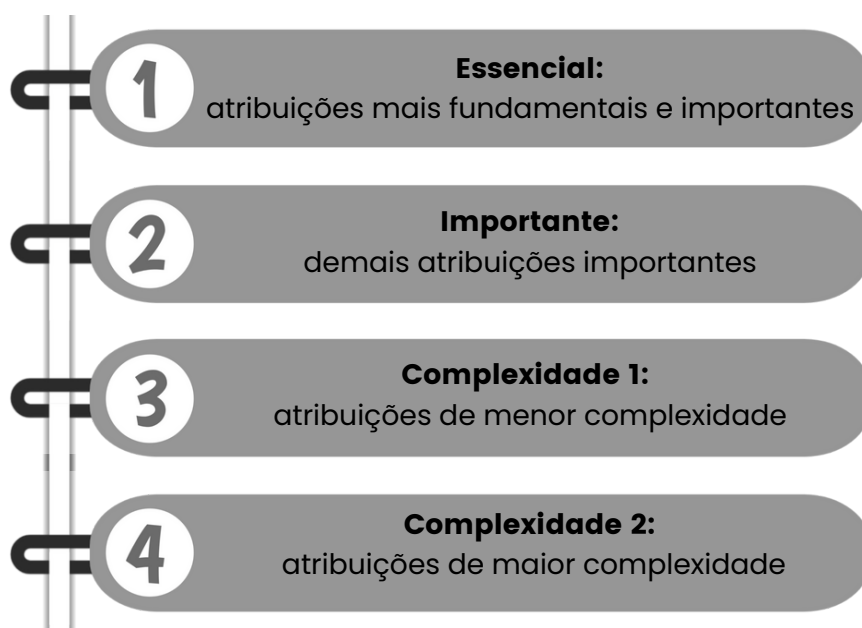 1
Essencial:
atribuições mais fundamentais e importantes
2
Importante:
demais atribuições importantes
3
Complexidade 1:
atribuições de menor complexidade
4
Complexidade 2:
atribuições de maior complexidade